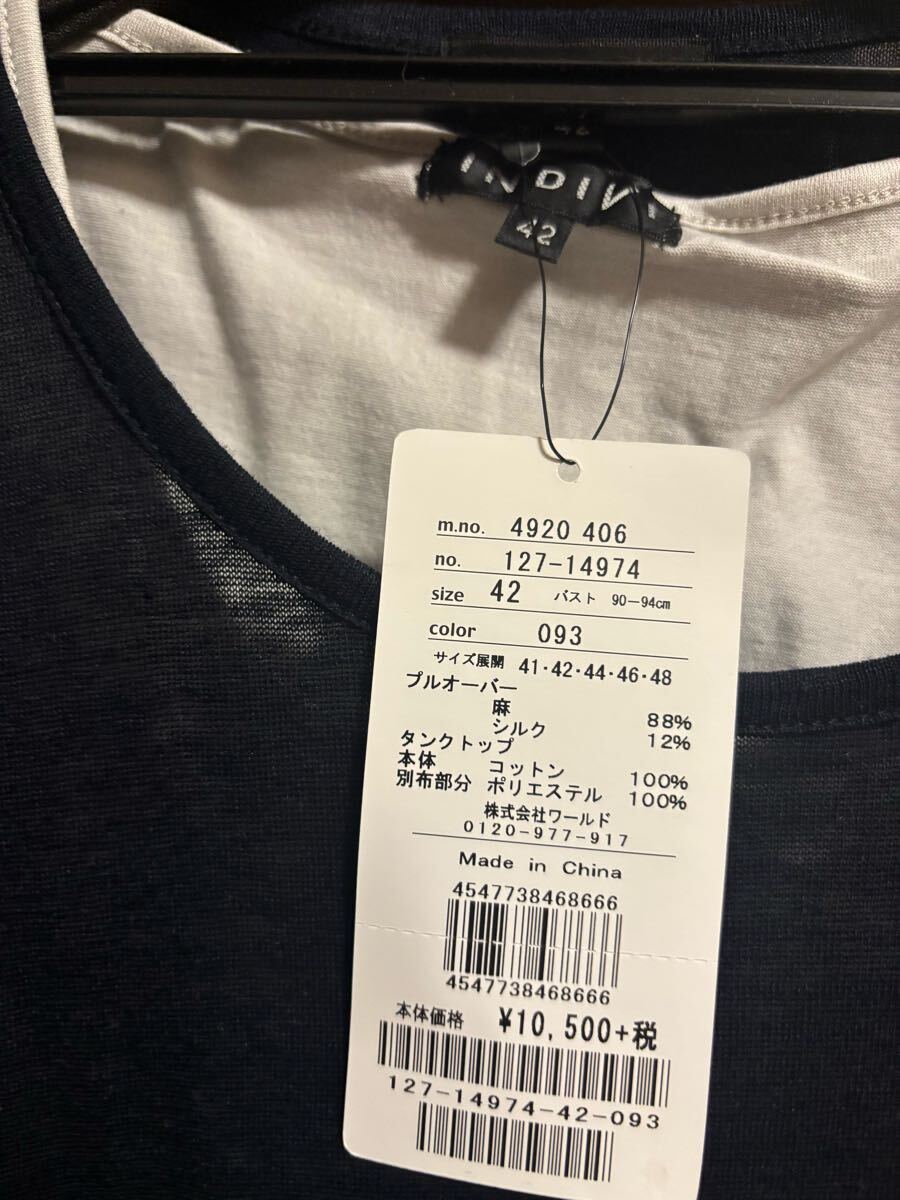 INDIVI
42
m.no. 4920 406
no. 127-14974
size 42 バスト 90-94cm
color 093
サイズ展開 41・42・44・46・48
プルオーバー
麻 88%
シルク 12%
タンクトップ
本体 コットン 100%
別布部分 ポリエステル 100%
株式会社ワールド
0120-977-917
Made in China
4547738468666
4547738468666
本体価格 ¥10,500+税
127-14974-42-093